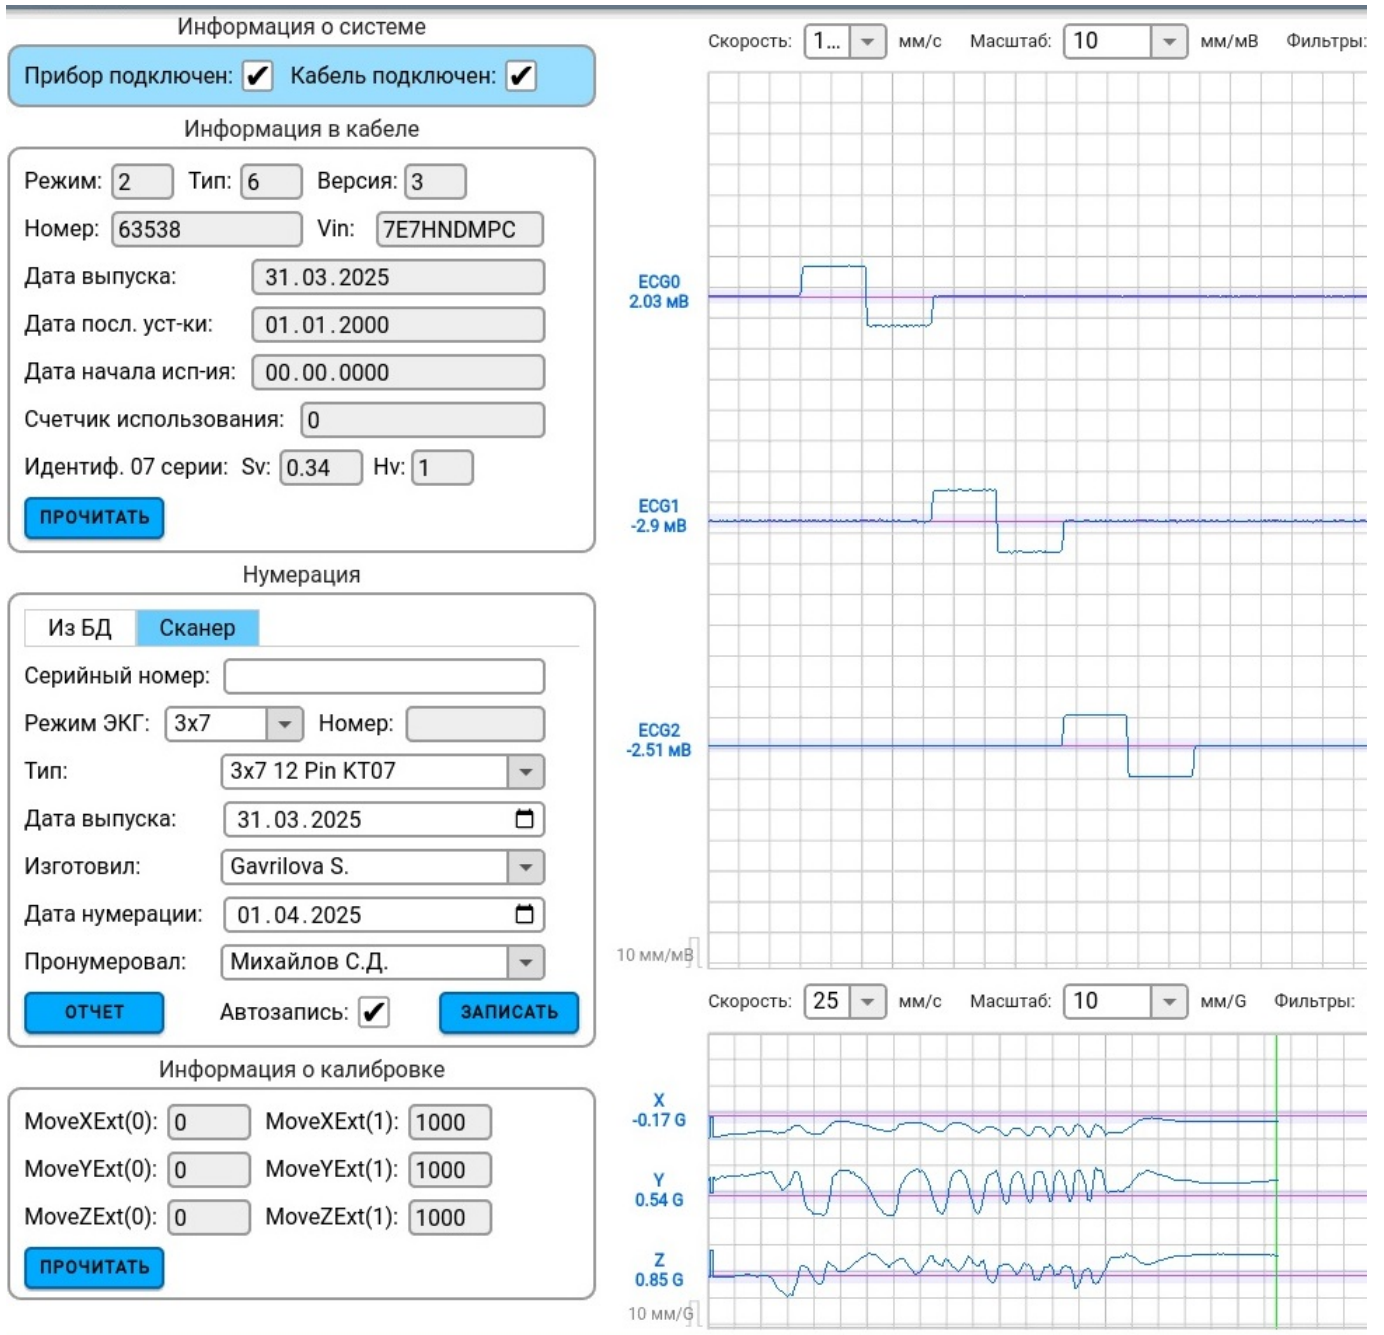 Информация о системе
Прибор подключен: Кабель подключен:
Информация в кабеле
Режим: 2 Тип: 6 Версия: 3
Номер: 63538 Vin: 7E7HNDMPC
Дата выпуска: 31.03.2025
Дата посл. уст-ки: 01.01.2000
Дата начала исп-ия: 00.00.0000
Счетчик использования: 0
Идентиф. 07 серии: Sv: 0.34 Hv: 1
ПРОЧИТАТЬ
Нумерация
Из БД Сканер
Серийный номер:
Режим ЭКГ: 3x7 Номер:
Тип: 3x7 12 Pin KT07
Дата выпуска: 31.03.2025
Изготовил: Gavrilova S.
Дата нумерации: 01.04.2025
Пронумеровал: Михайлов С.Д.
ОТЧЕТ Автозапись: ЗАПИСАТЬ
Информация о калибровке
MoveXExt(0): 0 MoveXExt(1): 1000
MoveYExt(0): 0 MoveYExt(1): 1000
MoveZExt(0): 0 MoveZExt(1): 1000
ПРОЧИТАТЬ
Скорость: 1... мм/с Масштаб: 10 мм/мВ Фильтры:
ECG0
2.03 мВ
ECG1
-2.9 мВ
ECG2
-2.51 мВ
10 мм/мВ
Скорость: 25 мм/с Масштаб: 10 мм/G Фильтры:
X
-0.17 G
Y
0.54 G
Z
0.85 G
10 мм/G